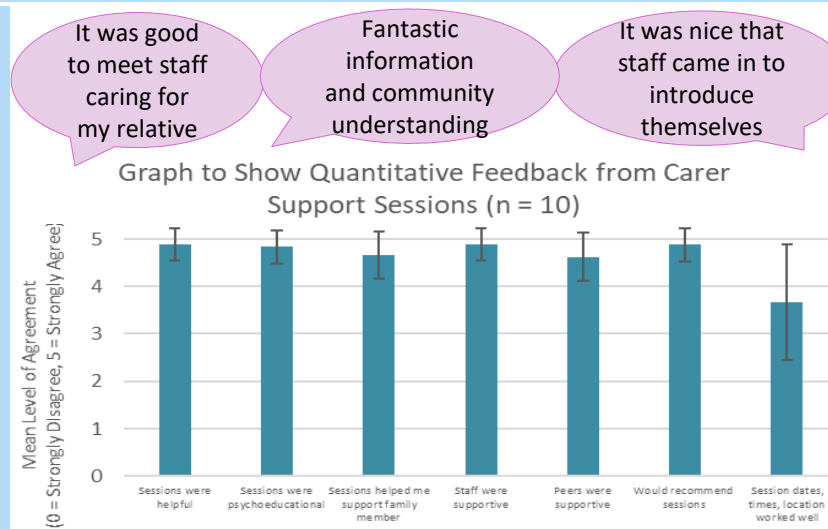 It was good
to meet staff
caring for
my relative
Fantastic
information
and community
understanding
It was nice that
staff came in to
introduce
themselves
Graph to Show Quantitative Feedback from Carer
Support Sessions (n = 10)
Mean Level of Agreement
(0 = Strongly Disagree, 5 = Strongly Agree)
5
4
3
2
1
0
Sessions were
helpful
Sessions were
psychoeducational
Sessions helped me
support family
member
Staff were
supportive
Peers were
supportive
Would recommend
sessions
Session dates,
times, location
worked well